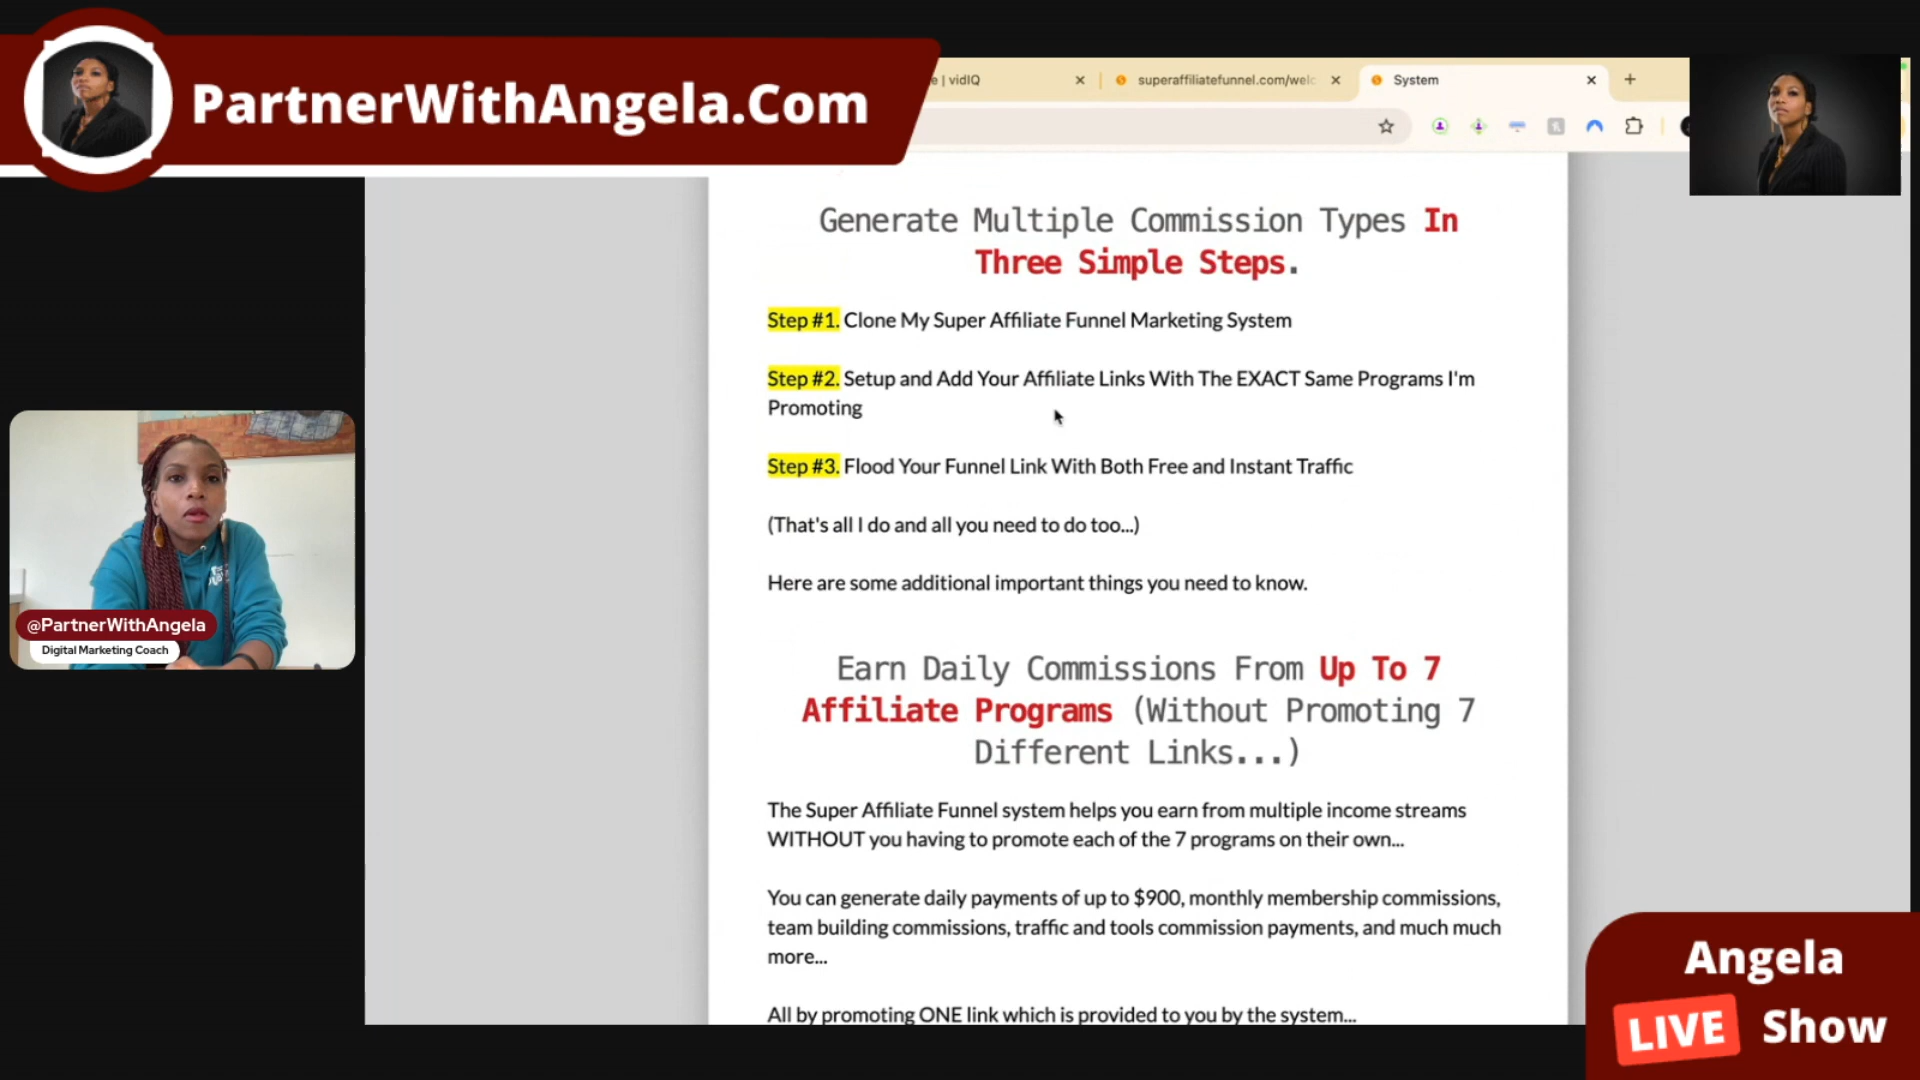 PartnerWithAngela.Com
| vidIQ
superaffiliatefunnel.com/welc
System
Generate Multiple Commission Types In
Three Simple Steps.
Step #1. Clone My Super Affiliate Funnel Marketing System
Step #2. Setup and Add Your Affiliate Links With The EXACT Same Programs I'm
Promoting
Step #3. Flood Your Funnel Link With Both Free and Instant Traffic
(That's all I do and all you need to do too...)
Here are some additional important things you need to know.
Earn Daily Commissions From Up To 7
Affiliate Programs (Without Promoting 7
Different Links...)
The Super Affiliate Funnel system helps you earn from multiple income streams
WITHOUT you having to promote each of the 7 programs on their own...
You can generate daily payments of up to $900, monthly membership commissions,
team building commissions, traffic and tools commission payments, and much much
more...
All by promoting ONE link which is provided to you by the system...
@PartnerWithAngela
Digital Marketing Coach
Angela
LIVE Show